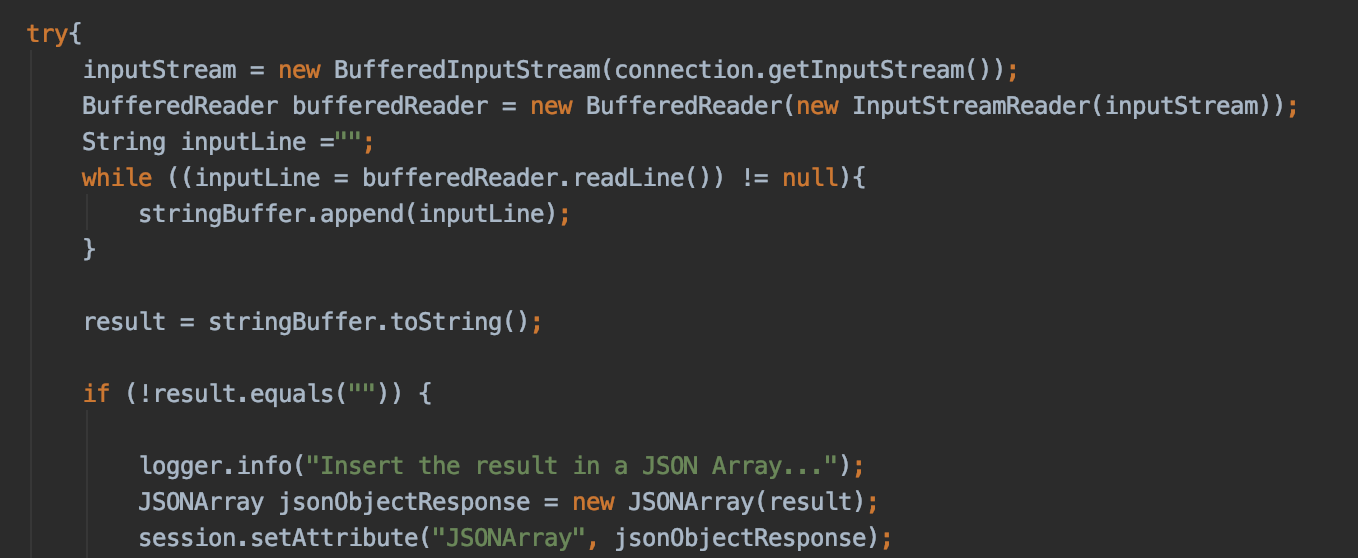 try{
inputStream = new BufferedInputStream(connection.getInputStream());
BufferedReader bufferedReader = new BufferedReader(new InputStreamReader(inputStream));
String inputLine ="";
while ((inputLine = bufferedReader.readLine()) != null){
stringBuffer.append(inputLine);
}
result = stringBuffer.toString();
if (!result.equals("")) {
logger.info("Insert the result in a JSON Array...");
JSONArray jsonObjectResponse = new JSONArray(result);
session.setAttribute("JSONArray", jsonObjectResponse);